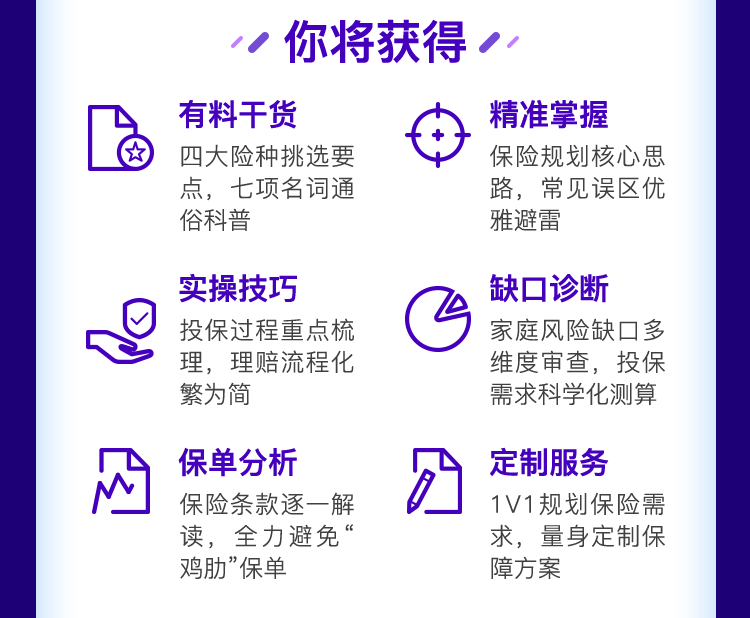 你将获得
有料干货
四大险种挑选要
点，七项名词通
俗科普
精准掌握
保险规划核心思
路，常见误区优
雅避雷
实操技巧
投保过程重点梳
理，理赔流程化
繁为简
缺口诊断
家庭风险缺口多
维度审查，投保
需求科学化测算
保单分析
保险条款逐一解
读，全力避免“
鸡肋”保单
定制服务
1V1规划保险需
求，量身定制保
障方案